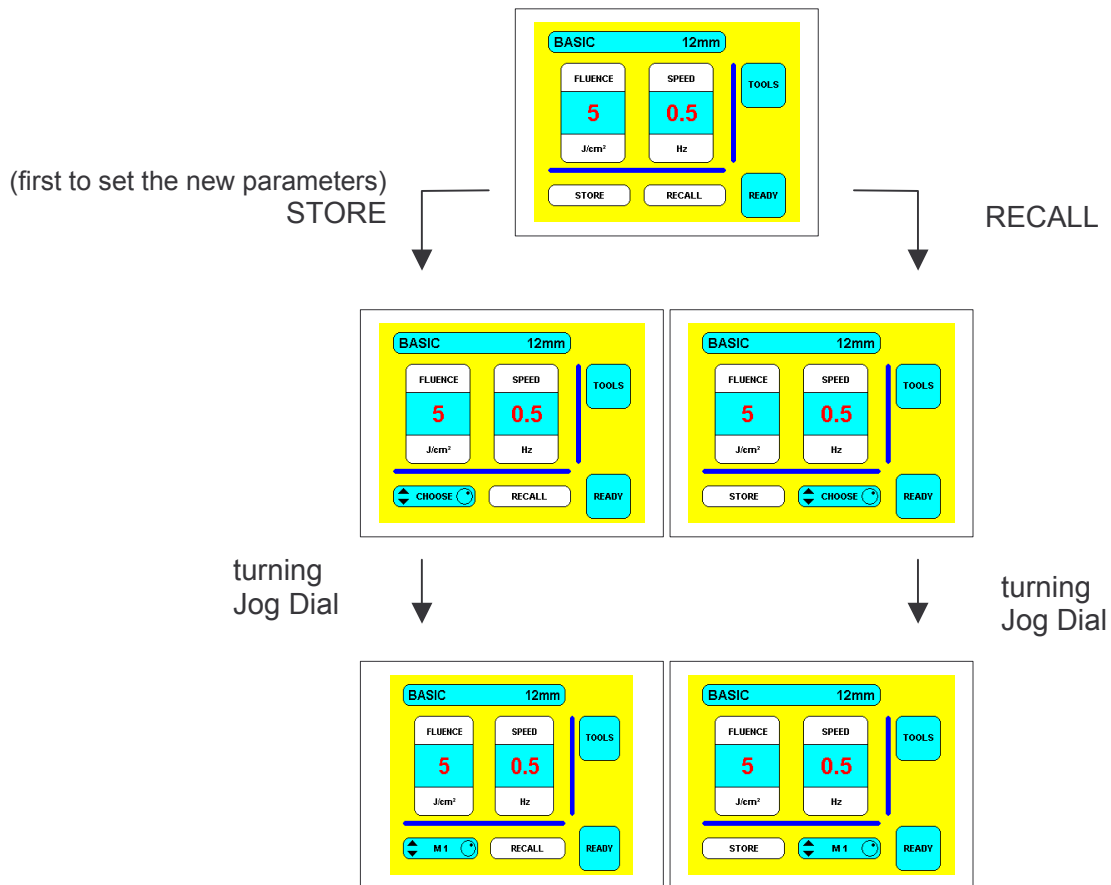 BASIC 12mm
FLUENCE SPEED TOOLS
5 0.5
J/cm² Hz
STORE RECALL READY
(first to set the new parameters)
STORE
RECALL
BASIC 12mm
FLUENCE SPEED TOOLS
5 0.5
J/cm² Hz
CHOOSE RECALL READY
BASIC 12mm
FLUENCE SPEED TOOLS
5 0.5
J/cm² Hz
STORE CHOOSE READY
turning
Jog Dial
turning
Jog Dial
BASIC 12mm
FLUENCE SPEED TOOLS
5 0.5
J/cm² Hz
M 1 RECALL READY
BASIC 12mm
FLUENCE SPEED TOOLS
5 0.5
J/cm² Hz
STORE M 1 READY